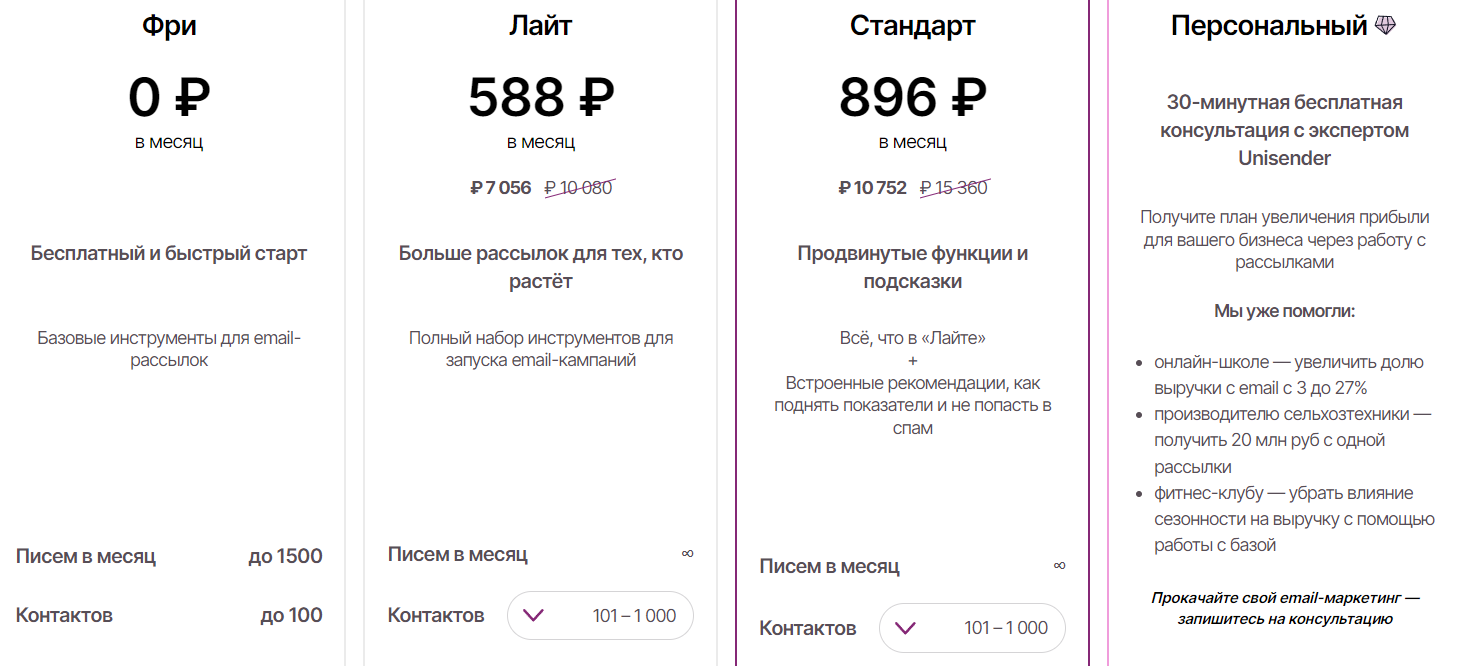 Фри
0 ₽
в месяц
Бесплатный и быстрый старт
Базовые инструменты для email-
рассылок
Писем в месяц до 1500
Контактов до 100
Лайт
588 ₽
в месяц
₽ 7 056 ₽ 10 080
Больше рассылок для тех, кто
растёт
Полный набор инструментов для
запуска email-кампаний
Писем в месяц ∞
Контактов 101 – 1 000
Стандарт
896 ₽
в месяц
₽ 10 752 ₽ 15 360
Продвинутые функции и
подсказки
Всё, что в «Лайте»
+
Встроенные рекомендации, как
поднять показатели и не попасть в
спам
Писем в месяц ∞
Контактов 101 – 1 000
Персональный
30-минутная бесплатная
консультация с экспертом
Unisender
Получите план увеличения прибыли
для вашего бизнеса через работу с
рассылками
Мы уже помогли:
• онлайн-школе — увеличить долю
выручки с email с 3 до 27%
• производителю сельхозтехники —
получить 20 млн руб с одной
рассылки
• фитнес-клубу — убрать влияние
сезонности на выручку с помощью
работы с базой
Прокачайте свой email-маркетинг —
запишитесь на консультацию